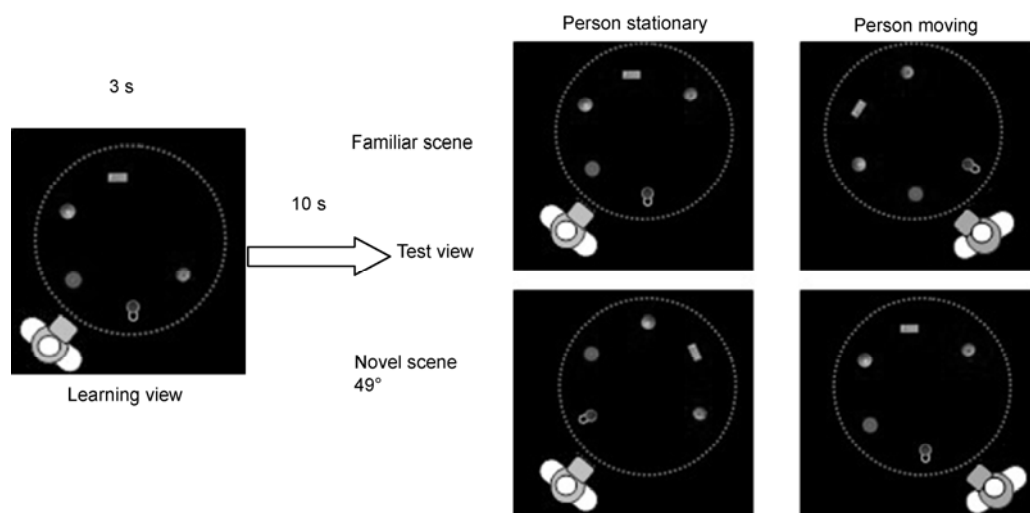 Person stationary
Person moving
3 s
Familiar scene
10 s
Test view
Novel scene
49°
Learning view